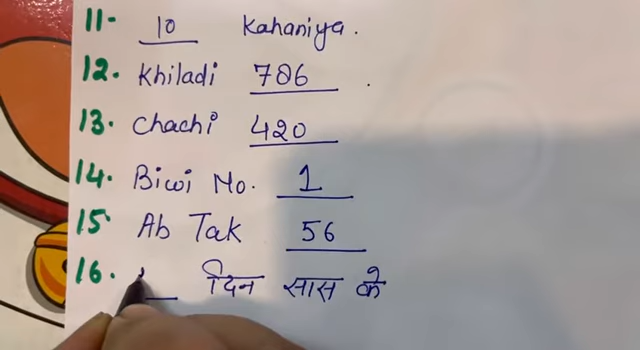 11- 10 Kahaniya.
12. Khiladi 786.
13. Chachi 420
14. Biwi No. 1
15. Ab Tak 56
16. दिन सास के